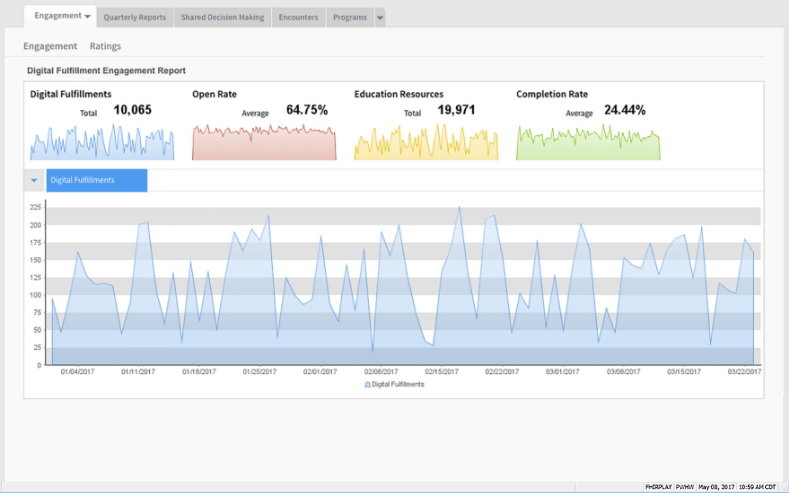 Engagement Quarterly Reports Shared Decision Making Encounters Programs
Engagement Ratings
Digital Fulfillment Engagement Report
Digital Fulfillments Open Rate Education Resources Completion Rate
Total 10,065 Average 64.75% Total 19,971 Average 24.44%
Digital Fulfillments
225
200
175
150
125
100
75
50
25
0
01/04/2017 01/11/2017 01/18/2017 01/25/2017 02/01/2017 02/08/2017 02/15/2017 02/22/2017 03/01/2017 03/08/2017 03/15/2017 03/22/2017
Digital Fulfillments
FHIRPLAY PWHW May 08, 2017 10:59 AM CDT